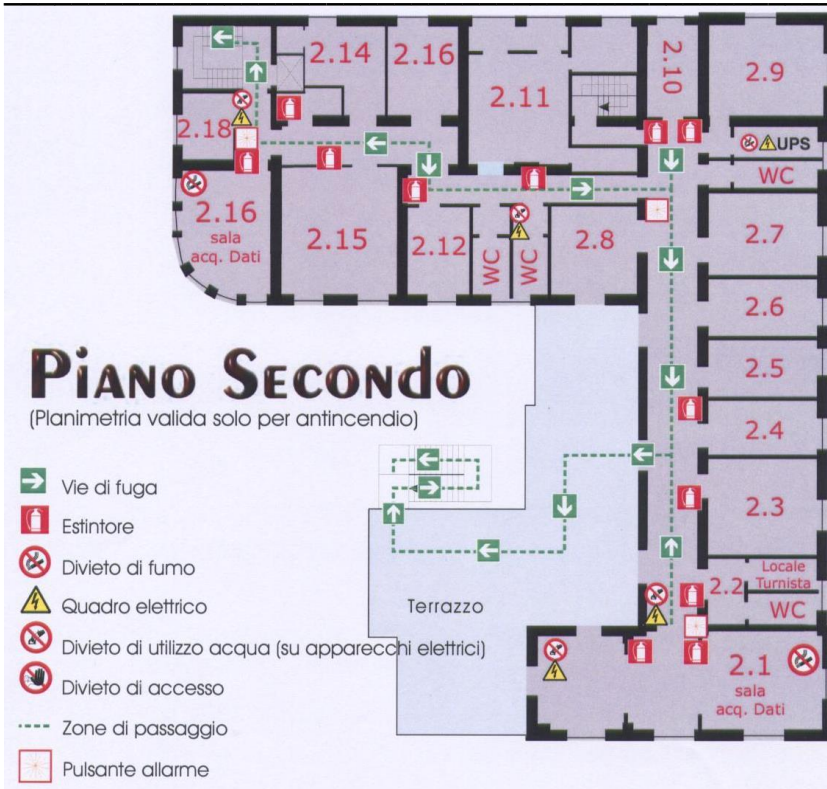 2.14
2.16
2.11
2.10
2.9
2.18
UPS
WC
2.16
sala
acq. Dati
2.15
2.12
WC
WC
2.8
2.7
2.6
2.5
2.4
2.3
Piano Secondo
(Planimetria valida solo per antincendio)
Vie di fuga
Estintore
Divieto di fumo
Quadro elettrico
Divieto di utilizzo acqua (su apparecchi elettrici)
Divieto di accesso
Zone di passaggio
Pulsante allarme
Terrazzo
2.2
Locale
Turnista
WC
2.1
sala
acq. Dati